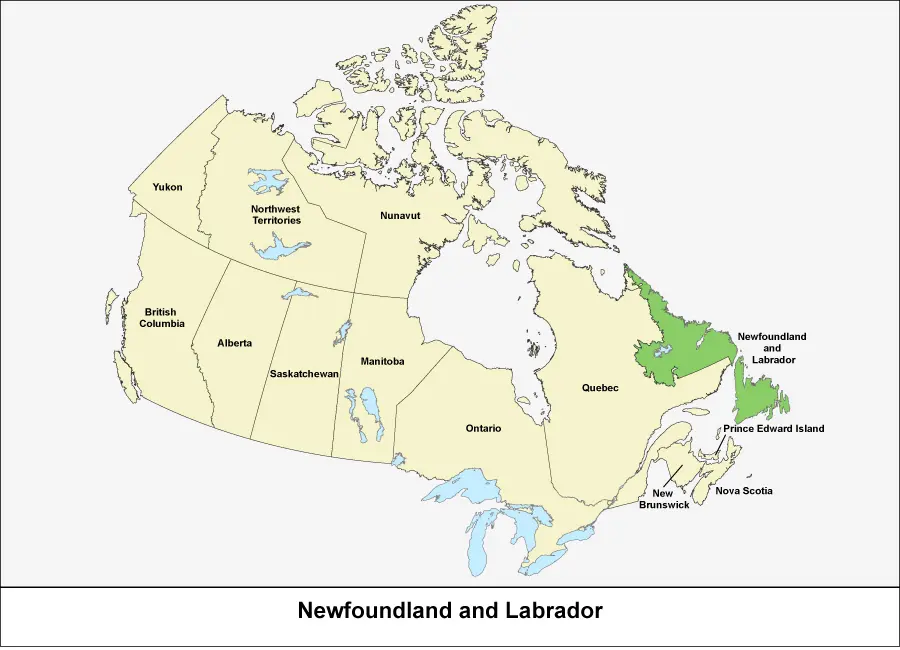 Yukon
Northwest
Territories
Nunavut
British
Columbia
Alberta
Saskatchewan
Manitoba
Ontario
Quebec
Newfoundland
and
Labrador
Prince Edward Island
New
Brunswick
Nova Scotia
Newfoundland and Labrador